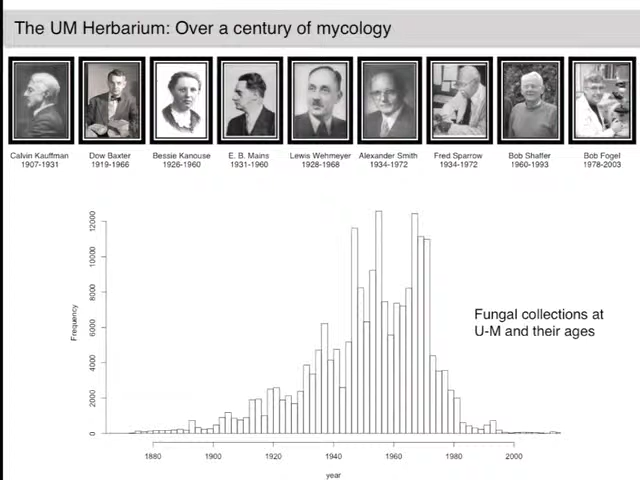 The UM Herbarium: Over a century of mycology
Calvin Kauffman
1907-1931
Dow Baxter
1919-1966
Bessie Kanouse
1926-1960
E. B. Mains
1931-1960
Lewis Wehmeyer
1928-1968
Alexander Smith
1934-1972
Fred Sparrow
1934-1972
Bob Shaffer
1960-1993
Bob Fogel
1978-2003
12000
10000
8000
6000
4000
2000
0
Frequency
Fungal collections at
U-M and their ages
1880 1900 1920 1940 1960 1980 2000
year